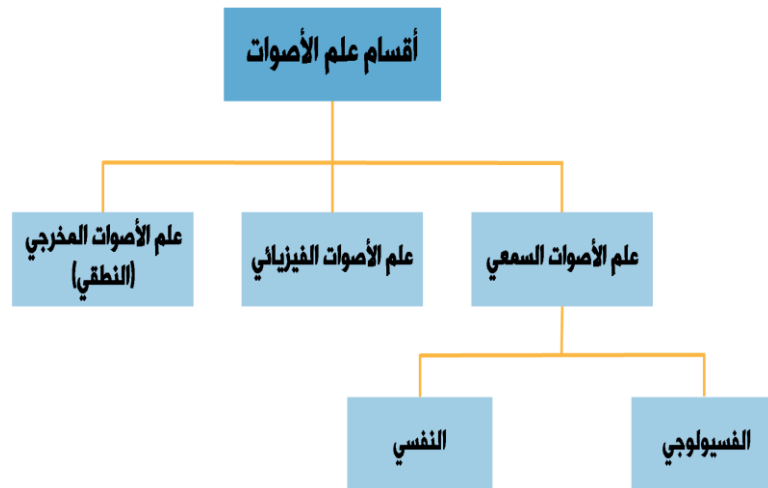 أقسام علم الأصوات
علم الأصوات السمعي
علم الأصوات الفيزيائي
علم الأصوات المخرجي
(النطقي)
الفسيولوجي
النفسي